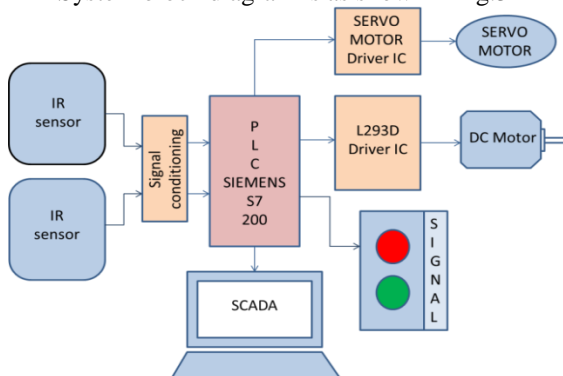 SERVO
MOTOR
Driver IC
SERVO
MOTOR
IR
sensor
IR
sensor
Signal
conditioning
P
L
C
SIEMENS
S7
200
L293D
Driver IC
DC Motor
S
I
G
N
A
L
SCADA